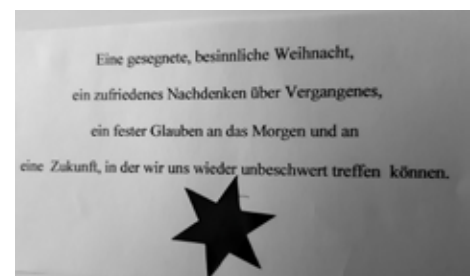 Eine gesegnete, besinnliche Weihnacht,
ein zufriedenes Nachdenken über Vergangenes,
ein fester Glauben an das Morgen und an
eine Zukunft, in der wir uns wieder unbeschwert treffen können.